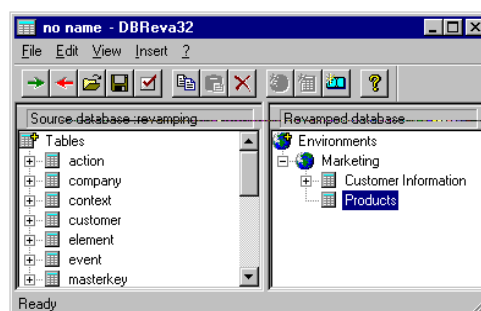 no name - DBReva32
File Edit View Insert ?
Source database :revamping
Revamped database
Tables
action
company
context
customer
element
event
masterkey
Environments
Marketing
Customer Information
Products
Ready